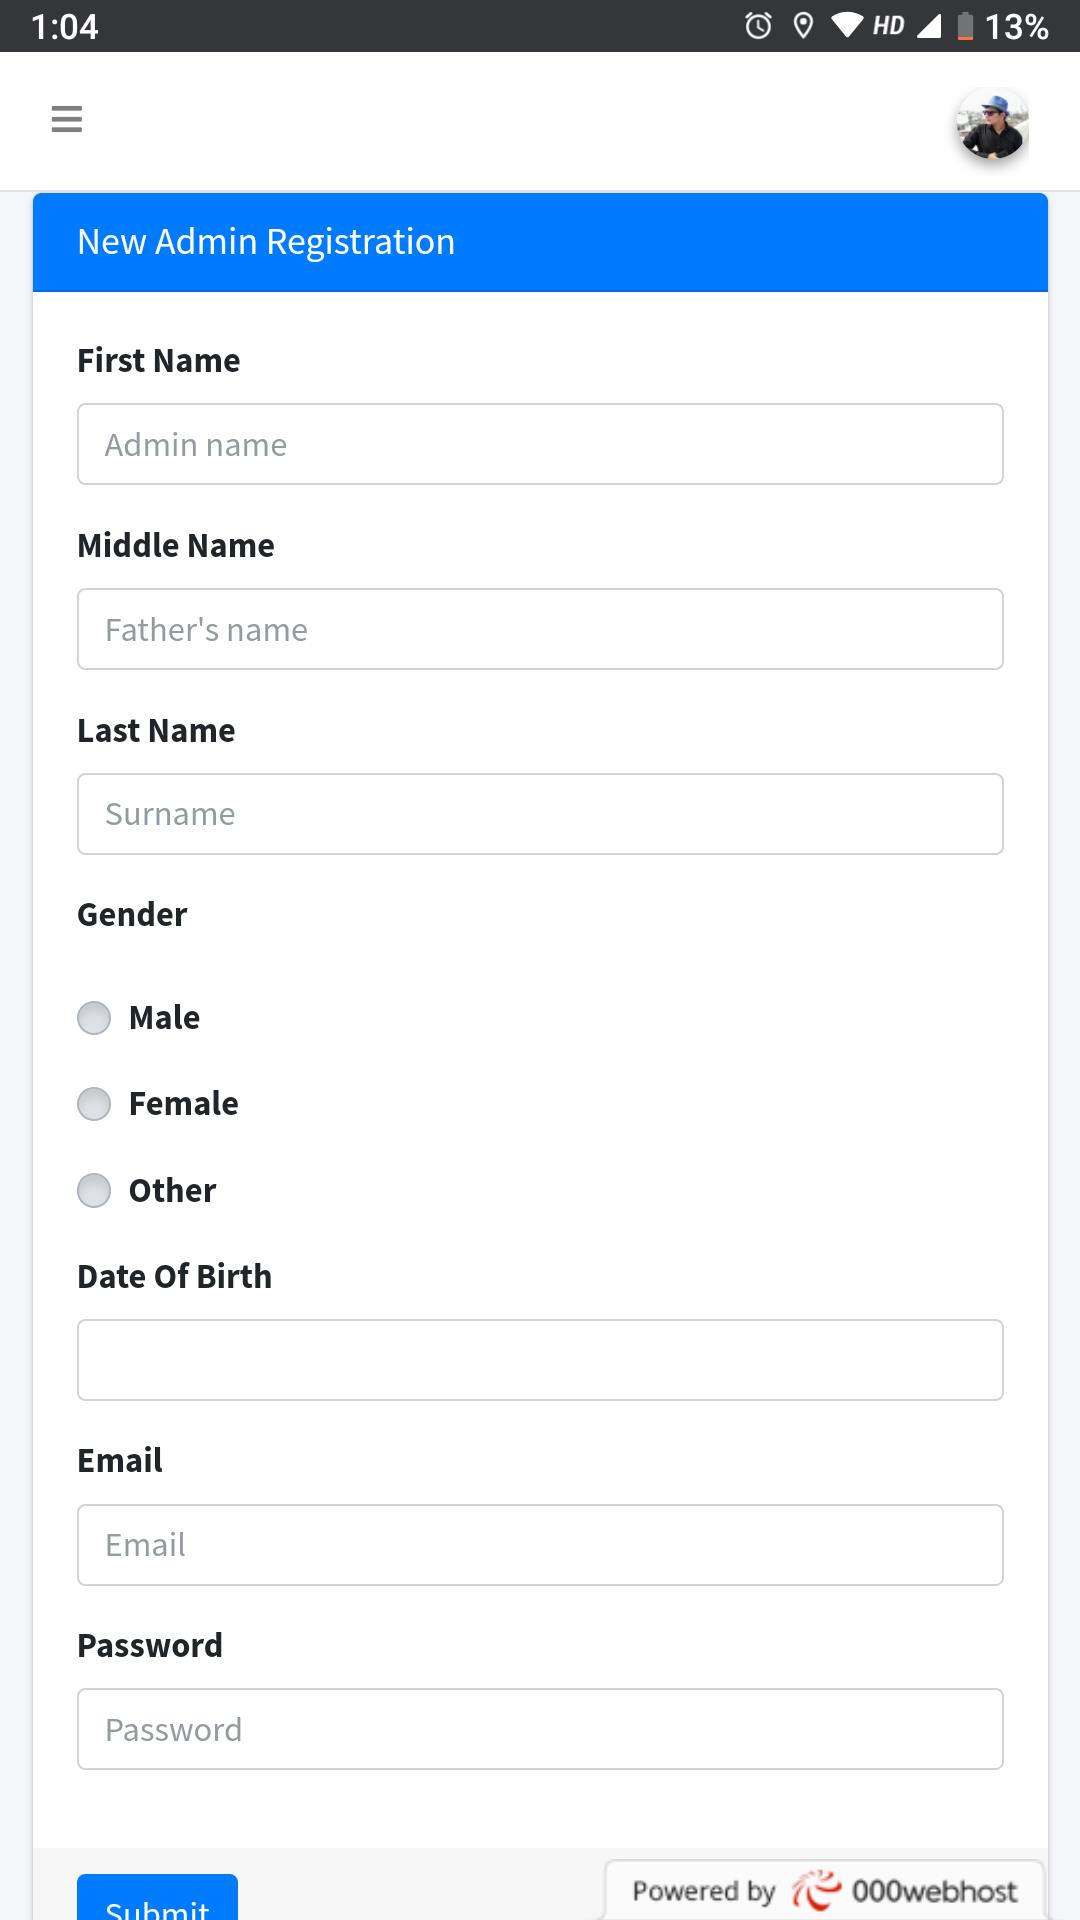 1:04 HD 13%
New Admin Registration
First Name
Admin name
Middle Name
Father's name
Last Name
Surname
Gender
Male
Female
Other
Date Of Birth
Email
Email
Password
Password
Submit
Powered by 000webhost